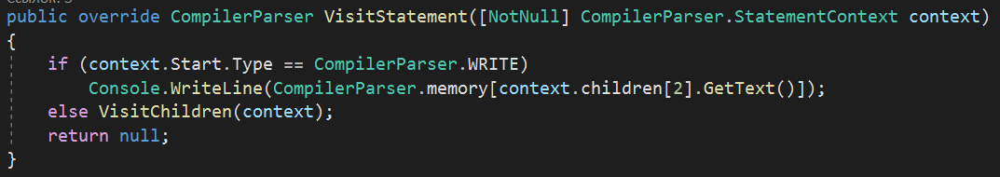 public override CompilerParser VisitStatement([NotNull] CompilerParser.StatementContext context)
{
if (context.Start.Type == CompilerParser.WRITE)
Console.WriteLine(CompilerParser.memory[context.children[2].GetText()]);
else VisitChildren(context);
return null;
}